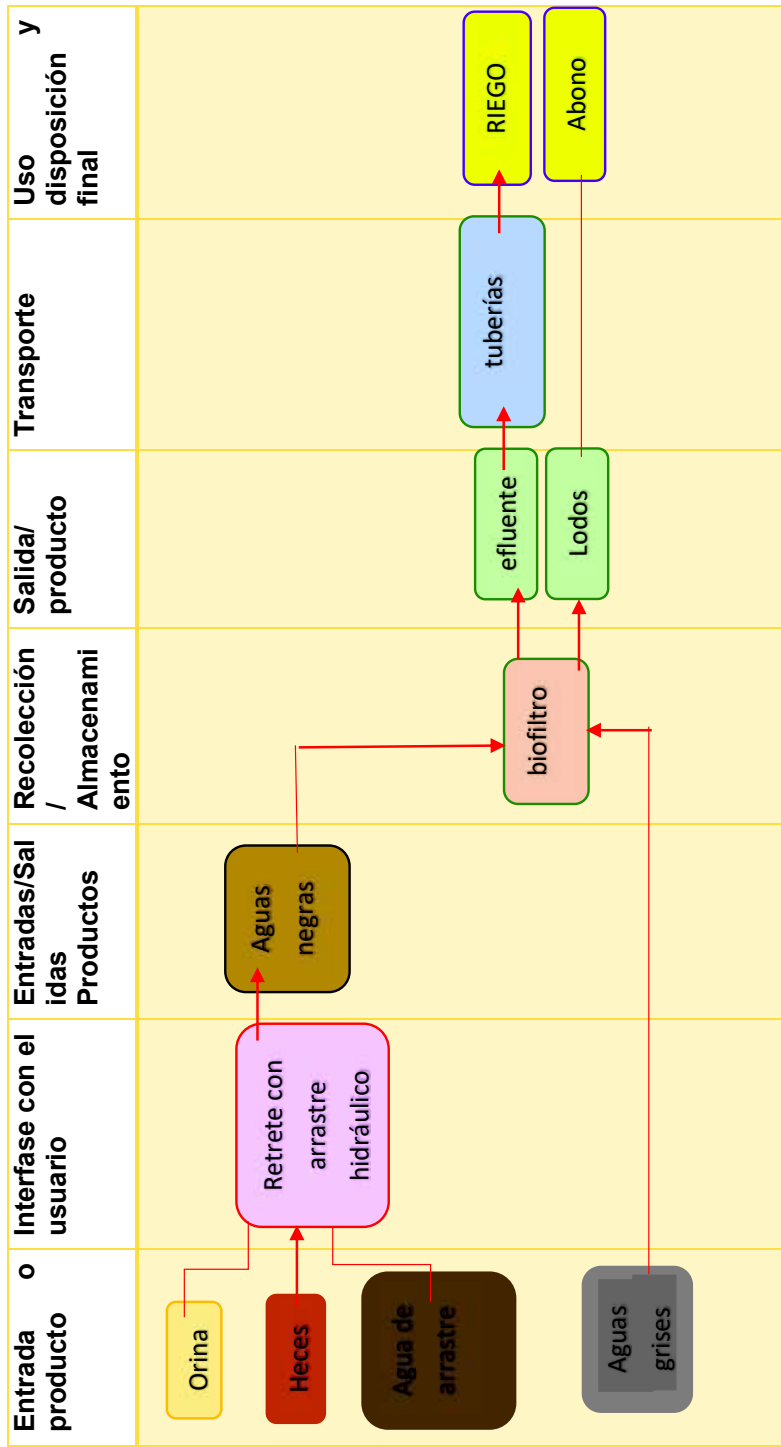 Entrada o
producto
Interfase con el
usuario
Entradas/Sal
idas
Productos
Recolección
/
Almacenami
ento
Salida/
producto
Transporte
Uso y
disposición
final
Orina
Heces
Agua de
arrastre
Aguas
grises
Retrete con
arrastre
hidráulico
Aguas
negras
biofiltro
efluente
Lodos
tuberías
RIEGO
Abono